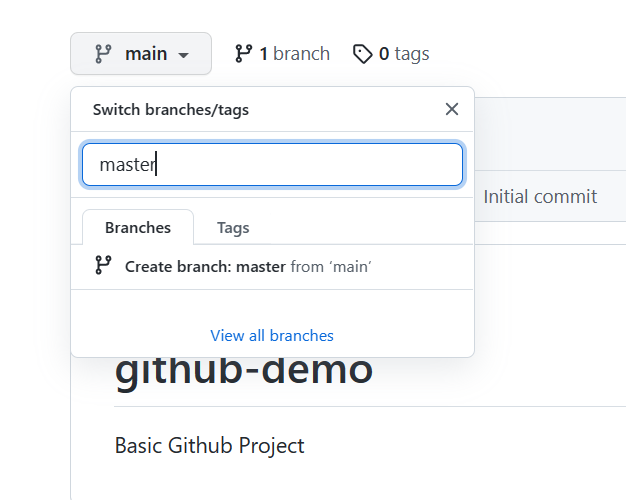 main 1 branch 0 tags
Switch branches/tags
master
Initial commit
Branches Tags
Create branch: master from ‘main’
View all branches
github-demo
Basic Github Project